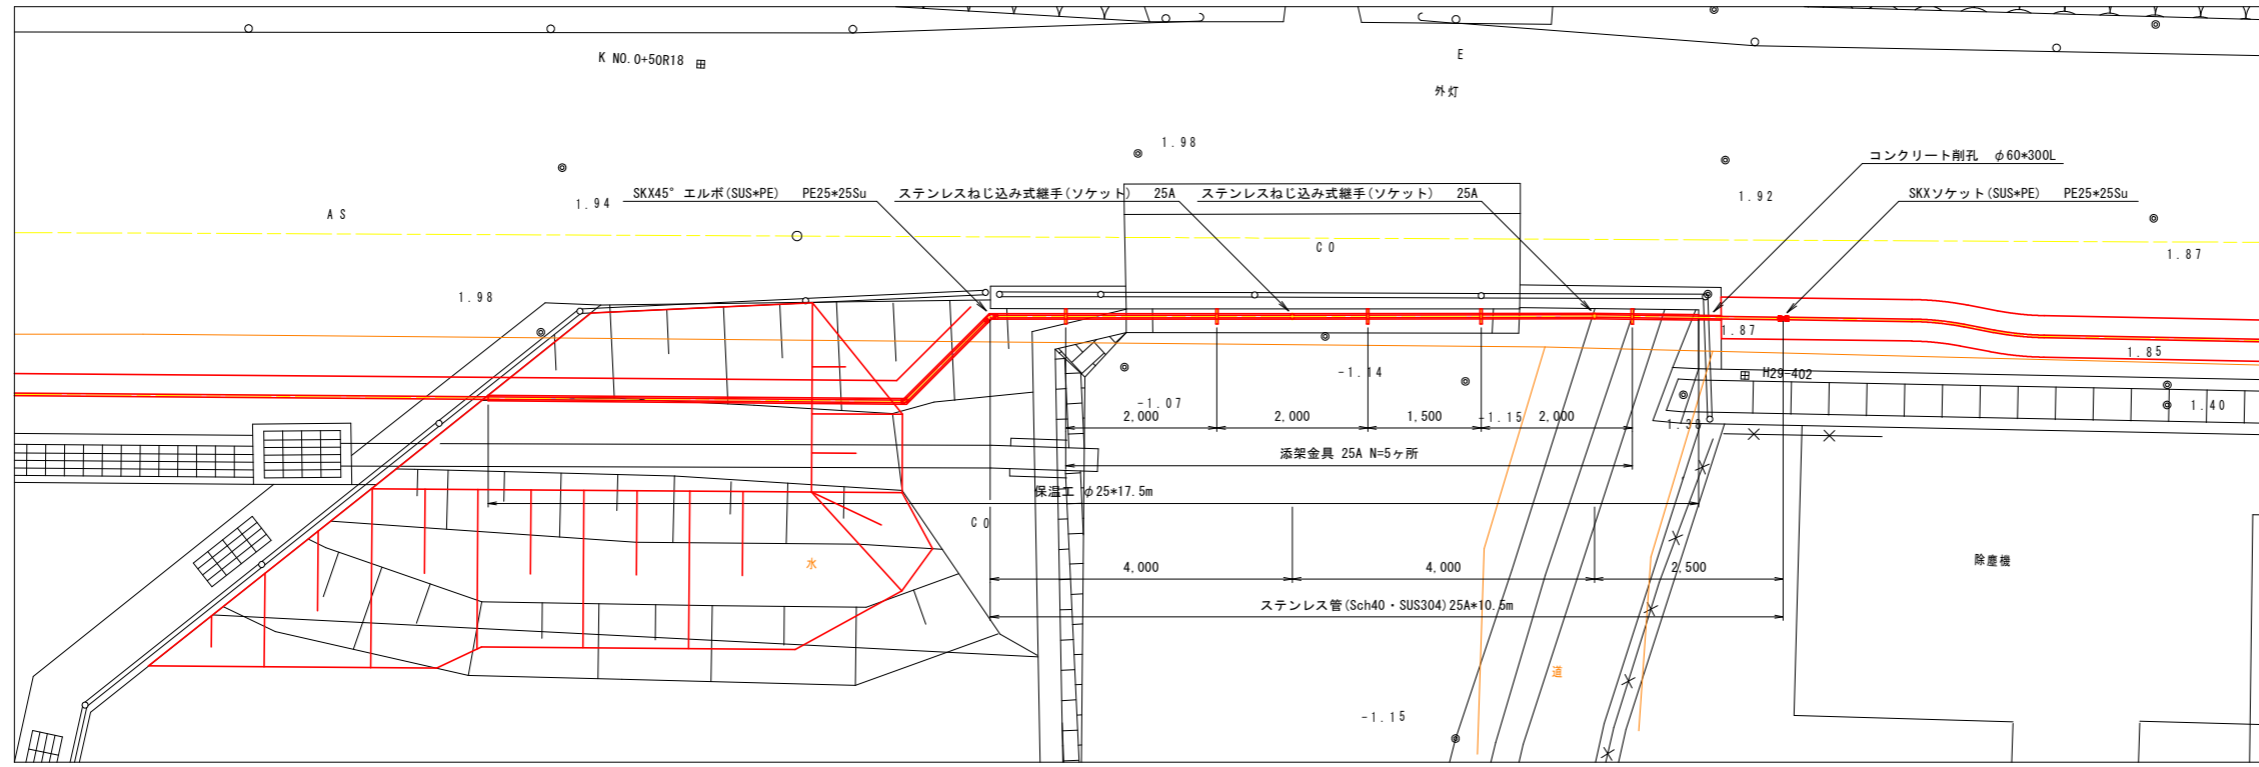 K NO.0+50R18
E
外灯
1.98
コンクリート削孔 φ60*300L
SKX45° エルボ(SUS*PE) PE25*25Su
ステンレスねじ込み式継手(ソケット) 25A
ステンレスねじ込み式継手(ソケット) 25A
1.92
SKXソケット(SUS*PE) PE25*25Su
1.94
AS
CO
1.87
1.98
1.87
1.85
-1.14
H29-402
-1.07
1.40
2,000
2,000
1,500
-1.15
2,000
1.38
添架金具 25A N=5ヶ所
保温工 φ25*17.5m
CO
水
除塵機
4,000
4,000
2,500
ステンレス管(Sch40・SUS304)25A*10.5m
道
-1.15